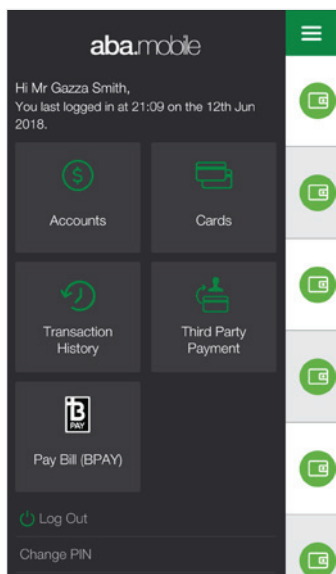 aba.mobile
Hi Mr Gazza Smith,
You last logged in at 21:09 on the 12th Jun
2018.
Accounts
Cards
Transaction
History
Third Party
Payment
B
PAY
Pay Bill (BPAY)
Log Out
Change PIN